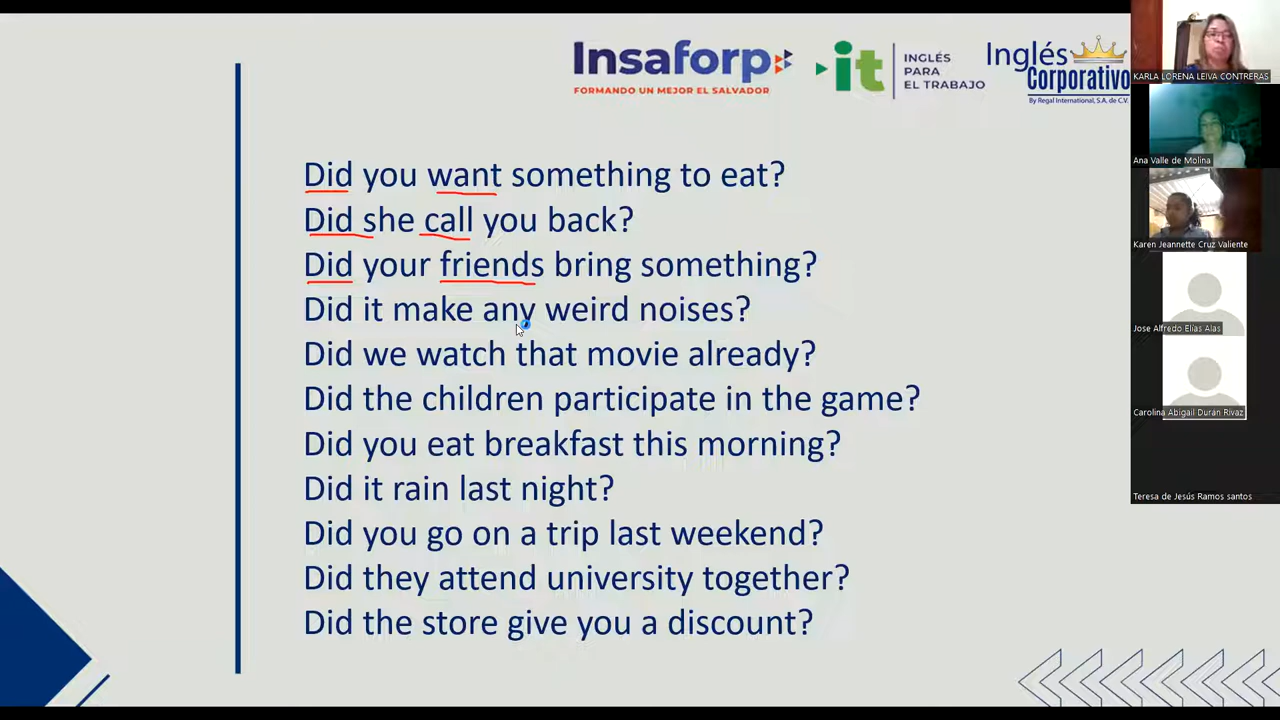 Insaforp
FORMANDO UN MEJOR EL SALVADOR
it
INGLÉS
PARA
EL TRABAJO
Inglés
Corporativo
By Regal International, S.A. de C.V.
Did you want something to eat?
Did she call you back?
Did your friends bring something?
Did it make any weird noises?
Did we watch that movie already?
Did the children participate in the game?
Did you eat breakfast this morning?
Did it rain last night?
Did you go on a trip last weekend?
Did they attend university together?
Did the store give you a discount?
KARLA LORENA LEIVA CONTRERAS
Ana Valle de Molina
Karen Jeannette Cruz Valiente
Jose Alfredo Elias Alas
Carolina Abigail Duran Rivaz
Teresa de Jesús Ramos santos